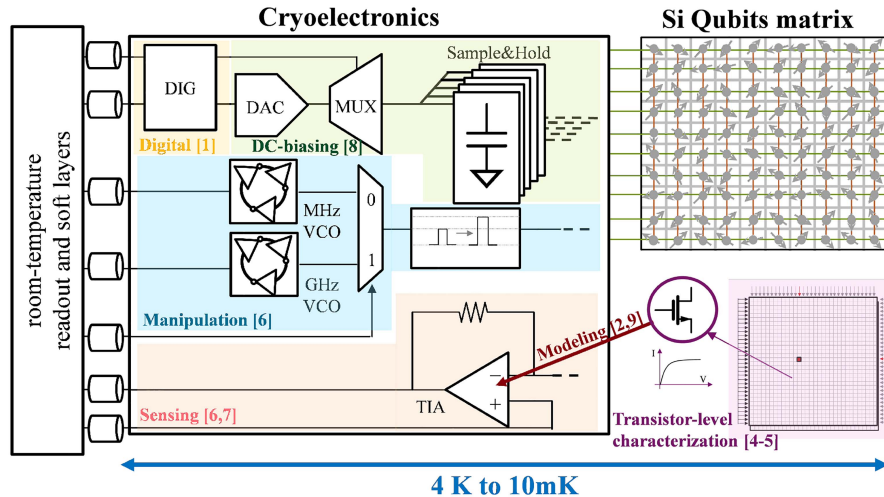 Cryoelectronics
Si Qubits matrix
room-temperature
readout and soft layers
DIG
DAC
MUX
Sample&Hold
Digital [1]
DC-biasing [8]
MHz
VCO
0
1
GHz
VCO
Manipulation [6]
TIA
−
+
Sensing [6,7]
Modeling [2,9]
I
V
Transistor-level
characterization [4-5]
4 K to 10mK